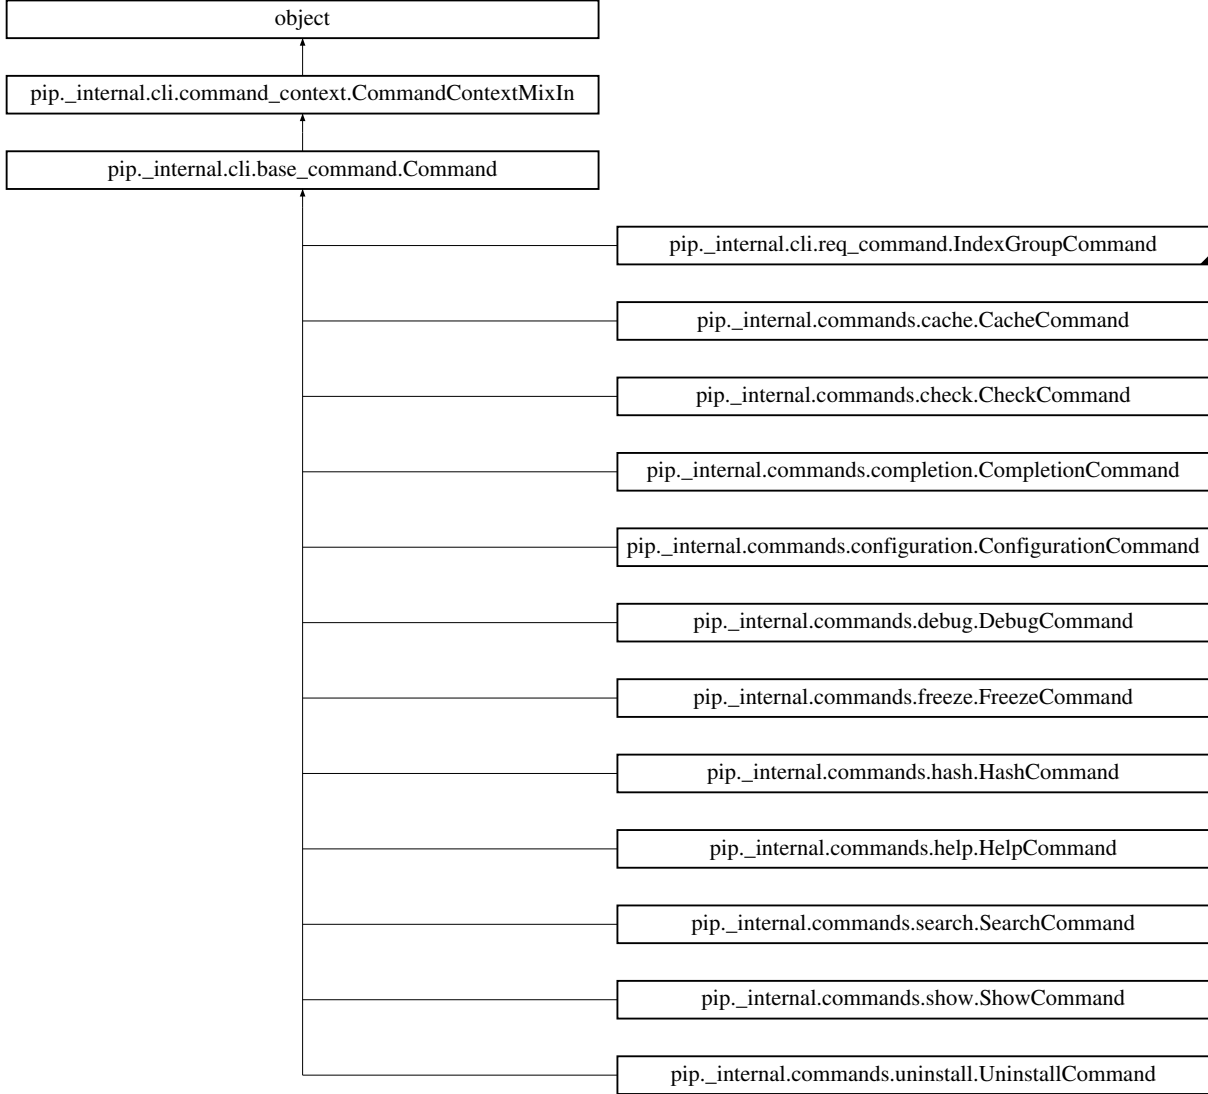 object
pip._internal.cli.command_context.CommandContextMixIn
pip._internal.cli.base_command.Command
pip._internal.cli.req_command.IndexGroupCommand
pip._internal.commands.cache.CacheCommand
pip._internal.commands.check.CheckCommand
pip._internal.commands.completion.CompletionCommand
pip._internal.commands.configuration.ConfigurationCommand
pip._internal.commands.debug.DebugCommand
pip._internal.commands.freeze.FreezeCommand
pip._internal.commands.hash.HashCommand
pip._internal.commands.help.HelpCommand
pip._internal.commands.search.SearchCommand
pip._internal.commands.show.ShowCommand
pip._internal.commands.uninstall.UninstallCommand